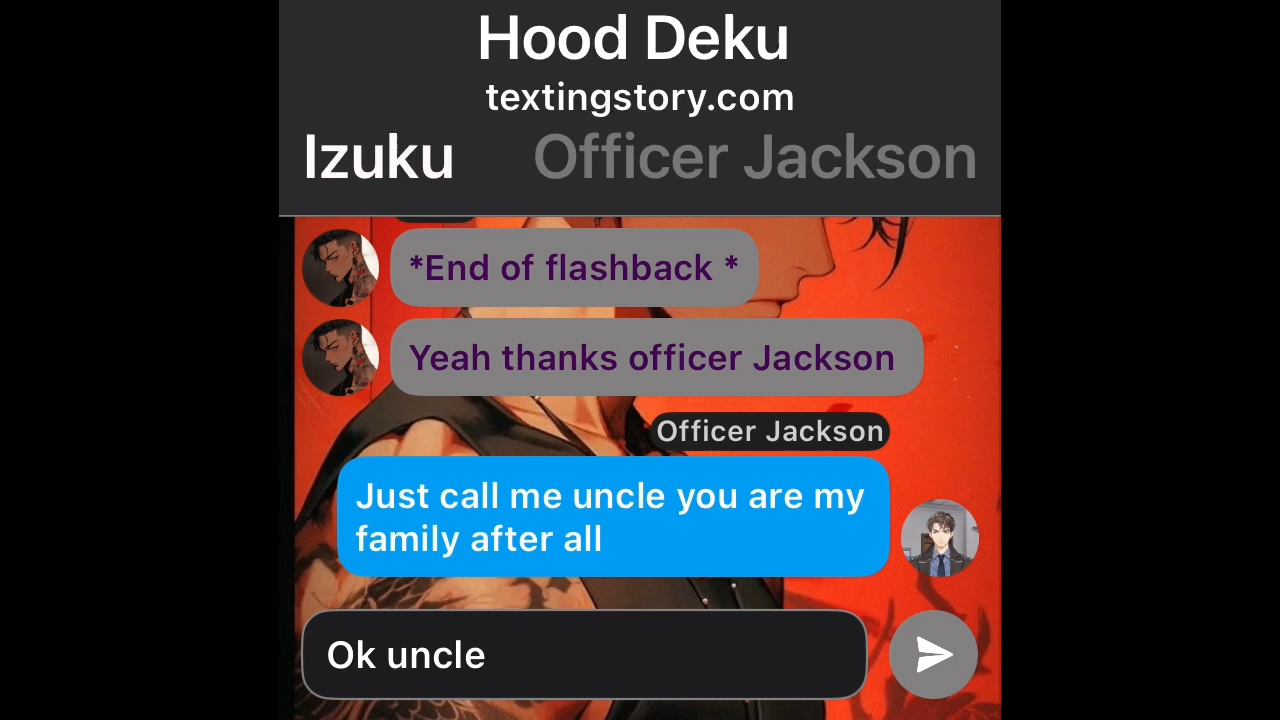 Hood Deku
textingstory.com
Izuku Officer Jackson
*End of flashback *
Yeah thanks officer Jackson
Officer Jackson
Just call me uncle you are my
family after all
Ok uncle